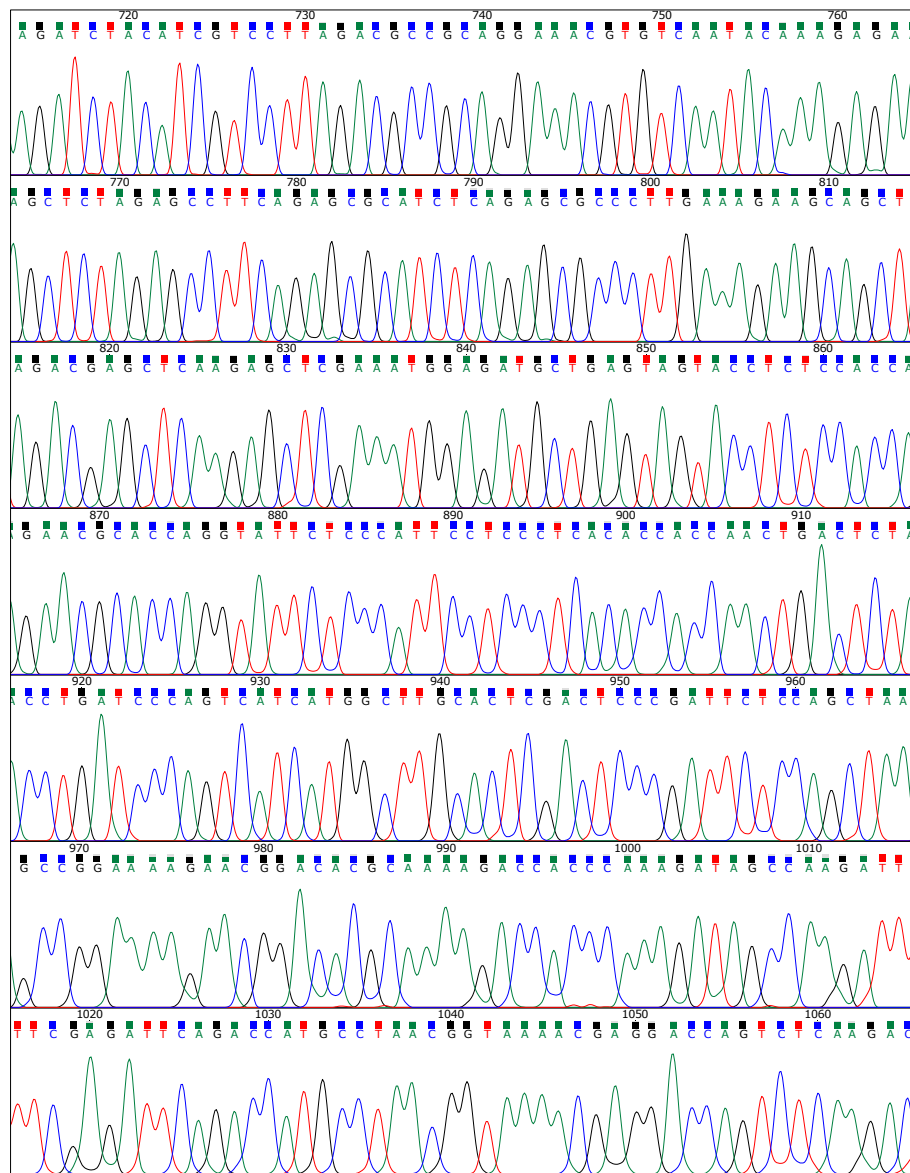 720 730 740 750 760
AGATCTACATCGTCCTTAGACGCCGCAGGAAACGTGTCAATACAAAGAGA
770 780 790 800 810
AGCTCTAGAGCCTTCAGAGCGCATCTCAGAGCGCCCTTGAAAGAAGCAGCT
820 830 840 850 860
AGACGAGCTCAAGAGCTCGAAATGGAGATGCTGAGTAGTACCTCTCCACCA
870 880 890 900 910
GAACGCACCAGGTATTCTCCCATTCCTCCCTCACACCACCAACTGACTCTA
920 930 940 950 960
ACCTGATCCCAGTCATCATGGCTTGCACTCGACTCCCGATTCTCCAGCTAA
970 980 990 1000 1010
GCCGGAAAAGAACGGACACGCAAAAGACCACCCAAAGATAGCCAAGATT
1020 1030 1040 1050 1060
TTCGAGATTCAGACCATGCCTAACGGTAAAACGAGGACCAGTCTCAAGAC